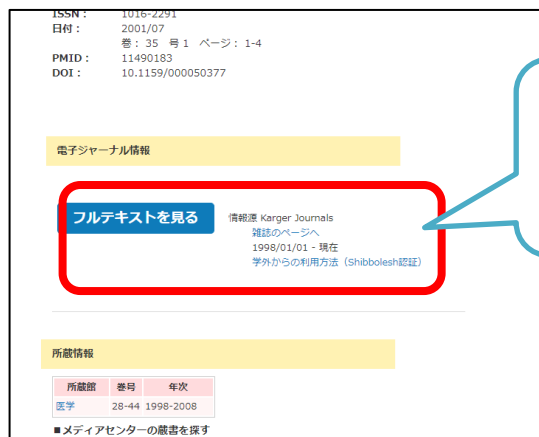 ISSN： 1016-2291
日付： 2001/07
巻： 35 号 1 ページ： 1-4
PMID： 11490183
DOI： 10.1159/000050377
電子ジャーナル情報
フルテキストを見る
情報源 Karger Journals
雑誌のページへ
1998/01/01 - 現在
学外からの利用方法（Shibbolesh認証）
所蔵情報
所蔵館 巻号 年次
医学 28-44 1998-2008
■メディアセンターの蔵書を探す